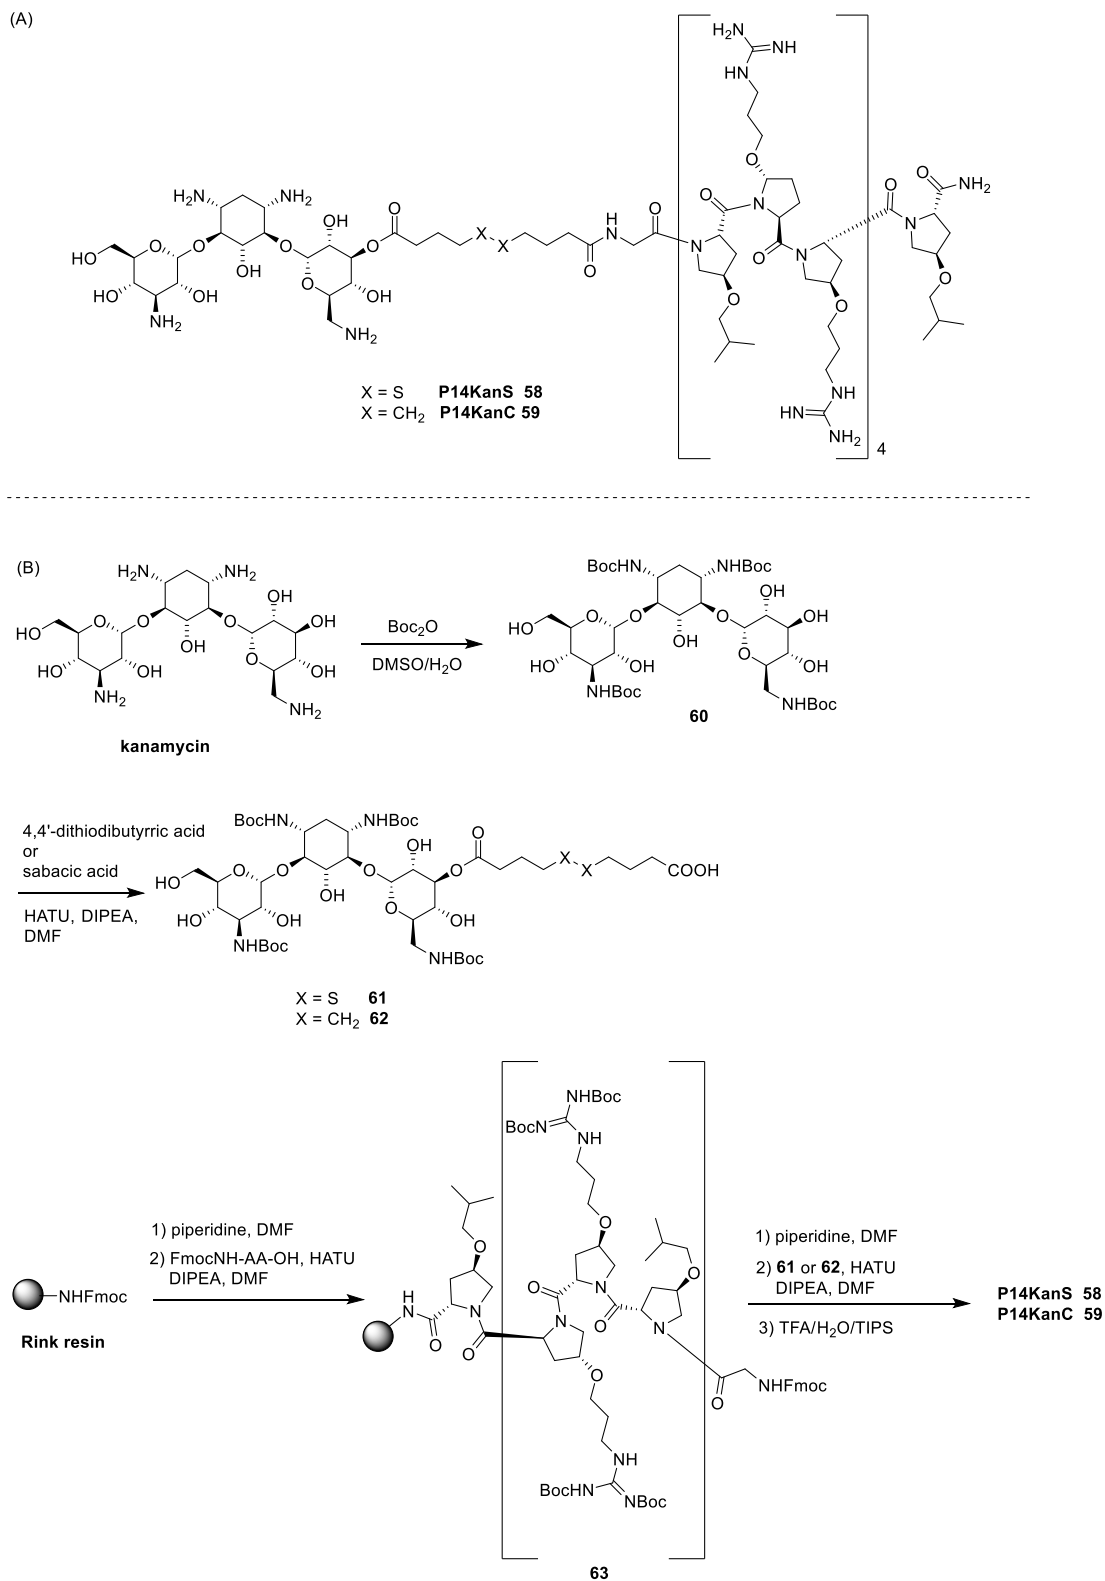 (A)
H2N
NH
HN
O
O
O
NH2
H2N
NH2
OH
O
HO
O
O
O
O
X
X
H
N
O
O
N
O
N
O
N
HO
OH
OH
O
OH
NH2
NH2
O
O
NH
HN
NH2
4
X = S P14KanS 58
X = CH2 P14KanC 59
(B)
H2N
NH2
OH
HO
O
O
O
OH
HO
OH
OH
O
OH
NH2
NH2
kanamycin
Boc2O
DMSO/H2O
BocHN
NHBoc
OH
HO
O
O
O
OH
HO
OH
OH
O
OH
NHBoc
NHBoc
60
4,4'-dithiodibutyrric acid
or
sabacic acid
HATU, DIPEA,
DMF
BocHN
NHBoc
OH
O
HO
O
O
O
O
X
X
COOH
HO
OH
OH
O
OH
NHBoc
NHBoc
X = S 61
X = CH2 62
NHBoc
BocN
NH
O
O
O
NHFmoc
Rink resin
1) piperidine, DMF
2) FmocNH-AA-OH, HATU
DIPEA, DMF
H
N
O
N
O
N
O
N
O
N
O
O
NHFmoc
NH
BocHN
NBoc
63
1) piperidine, DMF
2) 61 or 62, HATU
DIPEA, DMF
3) TFA/H2O/TIPS
P14KanS 58
P14KanC 59